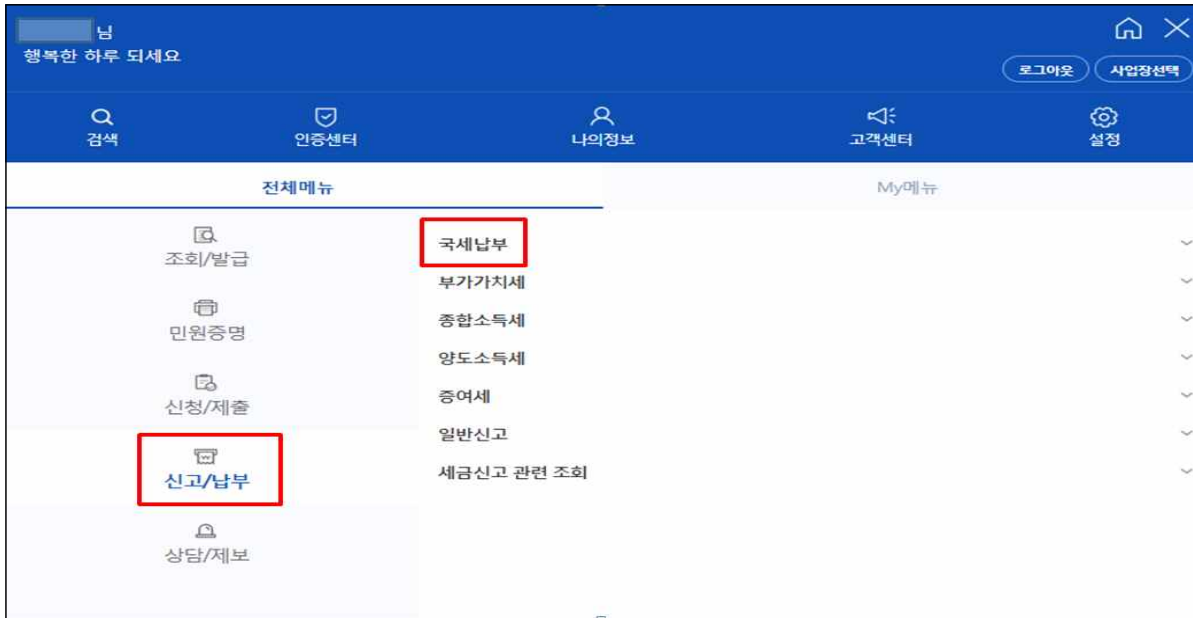 님
행복한 하루 되세요
로그아웃
사업장선택
검색
인증센터
나의정보
고객센터
설정
전체메뉴
My메뉴
조회/발급
민원증명
신청/제출
신고/납부
상담/제보
국세납부
부가가치세
종합소득세
양도소득세
증여세
일반신고
세금신고 관련 조회